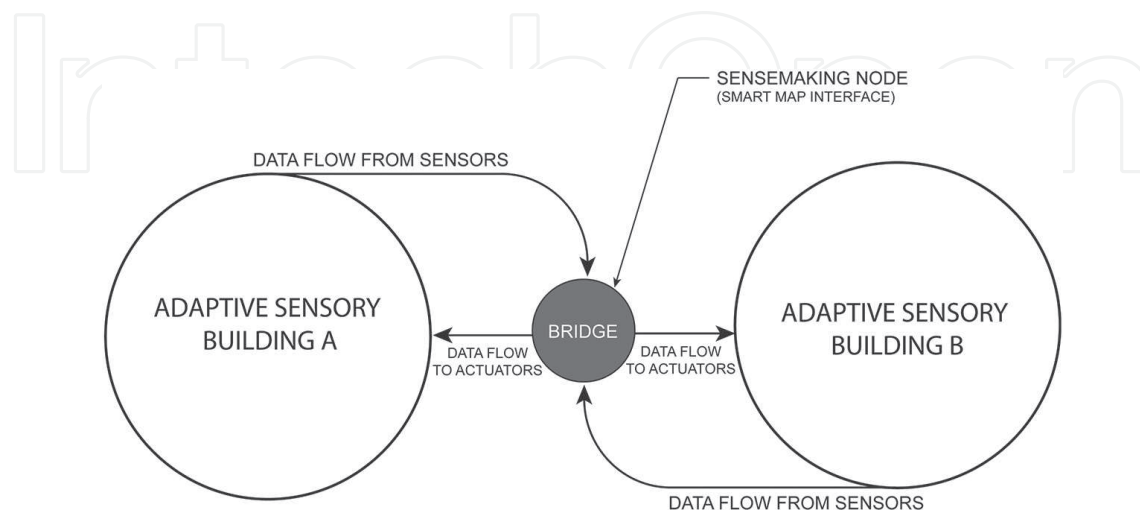 IntechOpen
SENSEMAKING NODE
(SMART MAP INTERFACE)
DATA FLOW FROM SENSORS
ADAPTIVE SENSORY
BUILDING A
BRIDGE
DATA FLOW
TO ACTUATORS
DATA FLOW
TO ACTUATORS
ADAPTIVE SENSORY
BUILDING B
DATA FLOW FROM SENSORS